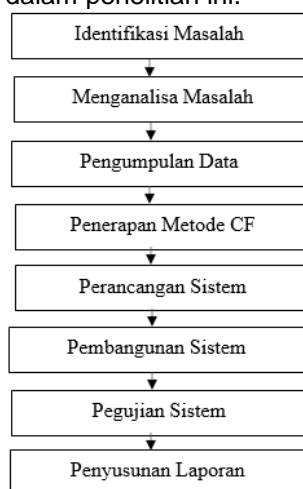 dalam penelitian ini.
Identifikasi Masalah
Menganalisa Masalah
Pengumpulan Data
Penerapan Metode CF
Perancangan Sistem
Pembangunan Sistem
Pegujian Sistem
Penyusunan Laporan